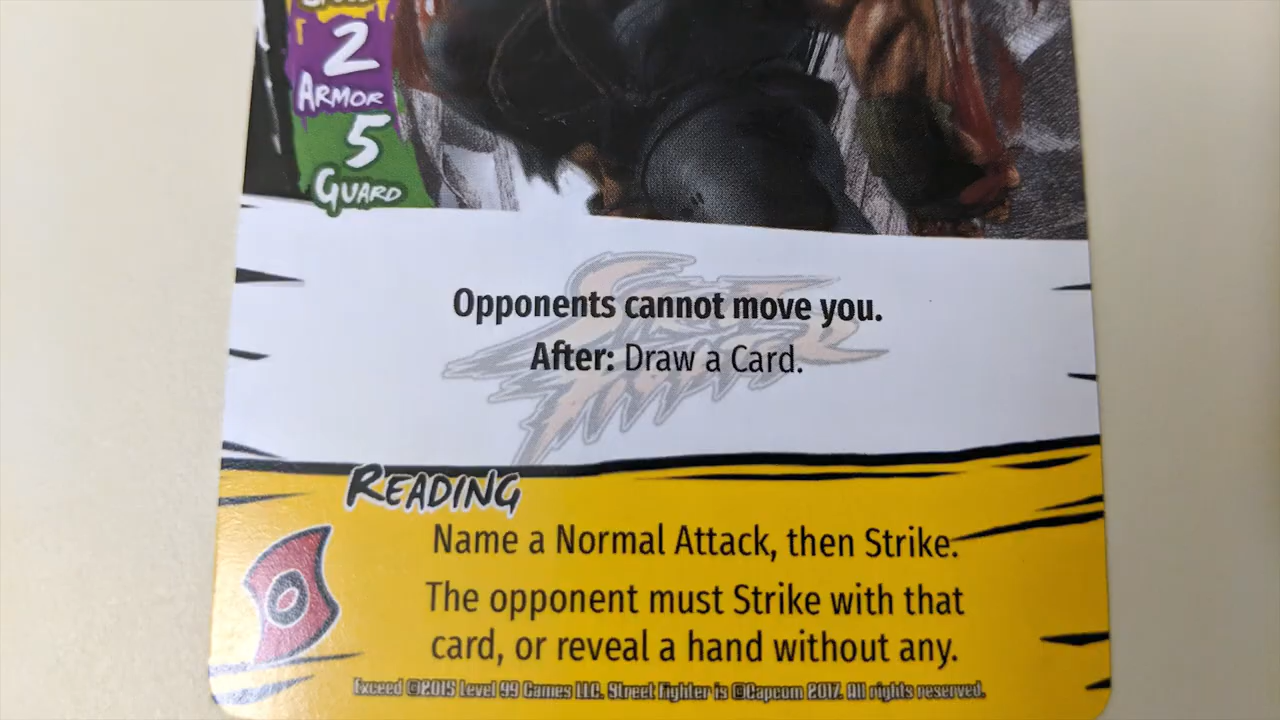 2
ARMOR
5
GUARD
Opponents cannot move you.
After: Draw a Card.
READING
Name a Normal Attack, then Strike.
The opponent must Strike with that
card, or reveal a hand without any.
Exceed ©2015 Level 99 Games LLC. Street Fighter is ©Capcom 2017. All rights reserved.